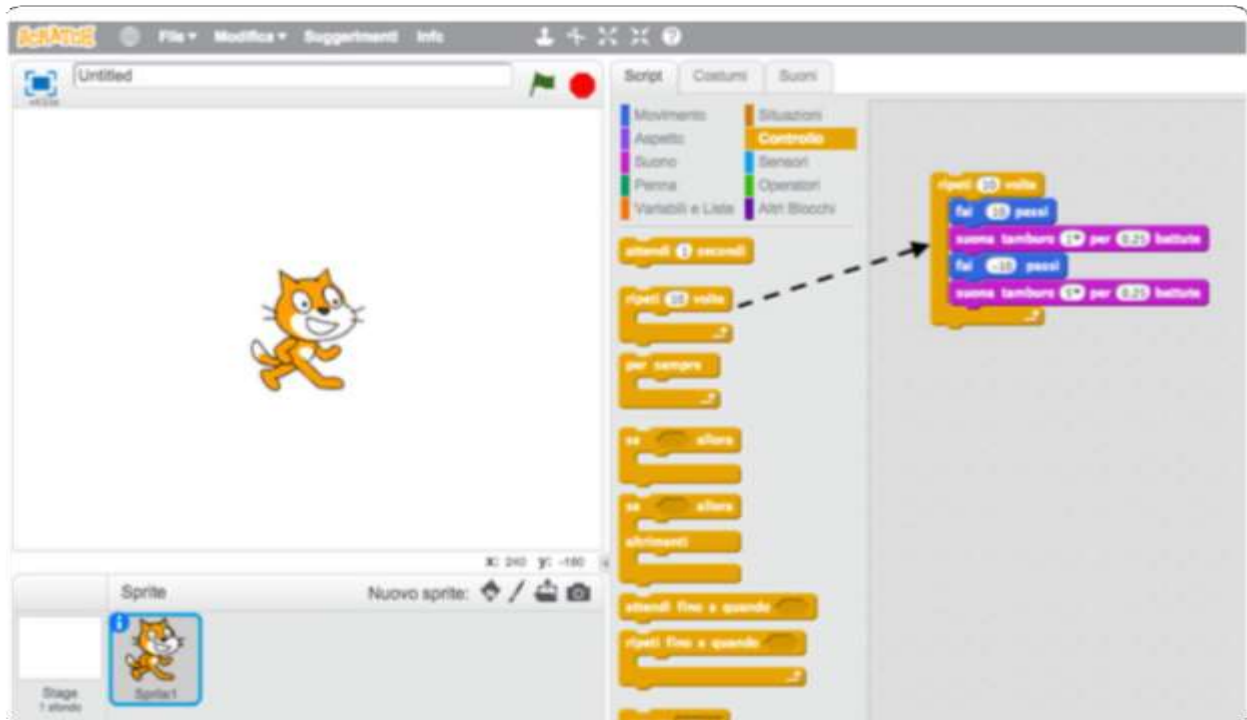 SCRATCH File Modifica Suggerimenti Info
Untitled
Script Costumi Suoni
Movimento Situazioni
Aspetto Controllo
Suono Sensori
Penna Operatori
Variabili e Liste Altri Blocchi
attendi 1 secondi
ripeti 10 volte
per sempre
se allora
se allora
altrimenti
attendi fino a quando
ripeti fino a quando
ripeti 10 volte
fai 10 passi
suona tamburo 1 per 0.25 battute
fai -10 passi
suona tamburo 5 per 0.25 battute
x: 240 y: -180
Sprite Nuovo sprite:
Stage
1 sfondo
Sprite1